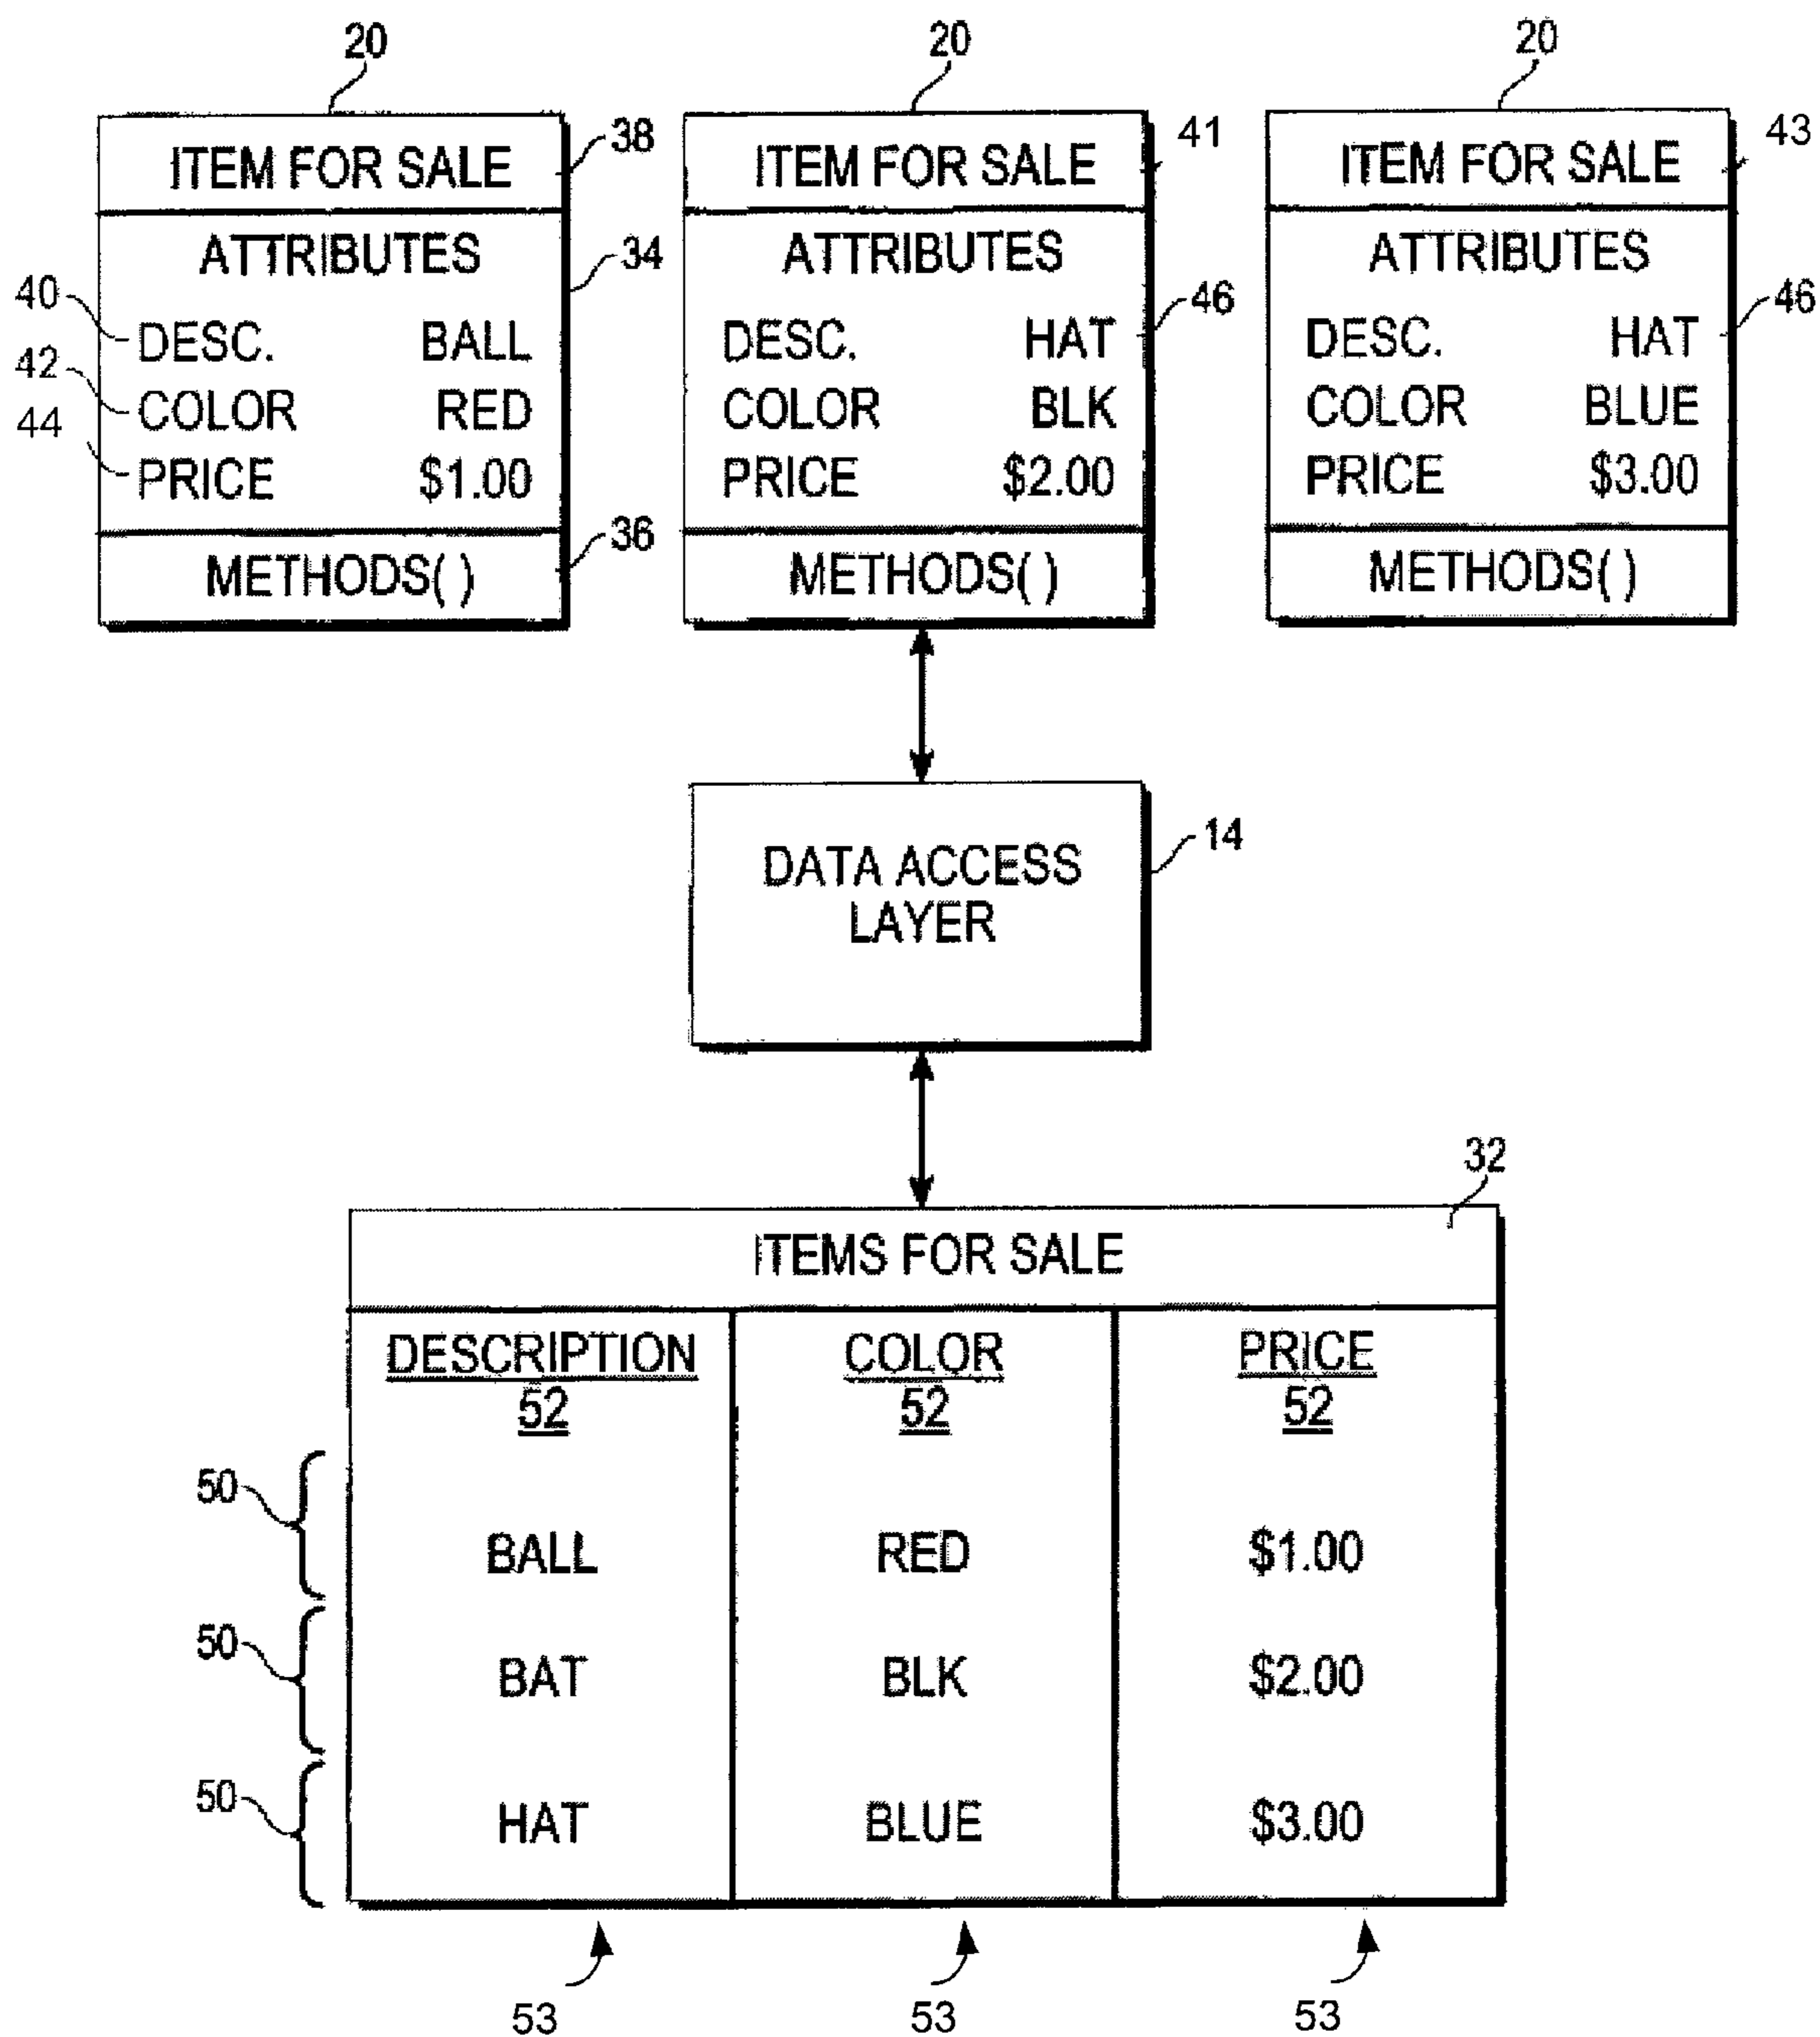 20 20 20
ITEM FOR SALE 38 ITEM FOR SALE 41 ITEM FOR SALE 43
ATTRIBUTES 34 ATTRIBUTES ATTRIBUTES
40 DESC. BALL DESC. HAT 46 DESC. HAT 46
42 COLOR RED COLOR BLK COLOR BLUE
44 PRICE $1.00 PRICE $2.00 PRICE $3.00
METHODS( ) 36 METHODS( ) METHODS( )
DATA ACCESS 14
LAYER
32
ITEMS FOR SALE
DESCRIPTION COLOR PRICE
52 52 52
50 BALL RED $1.00
50 BAT BLK $2.00
50 HAT BLUE $3.00
53 53 53